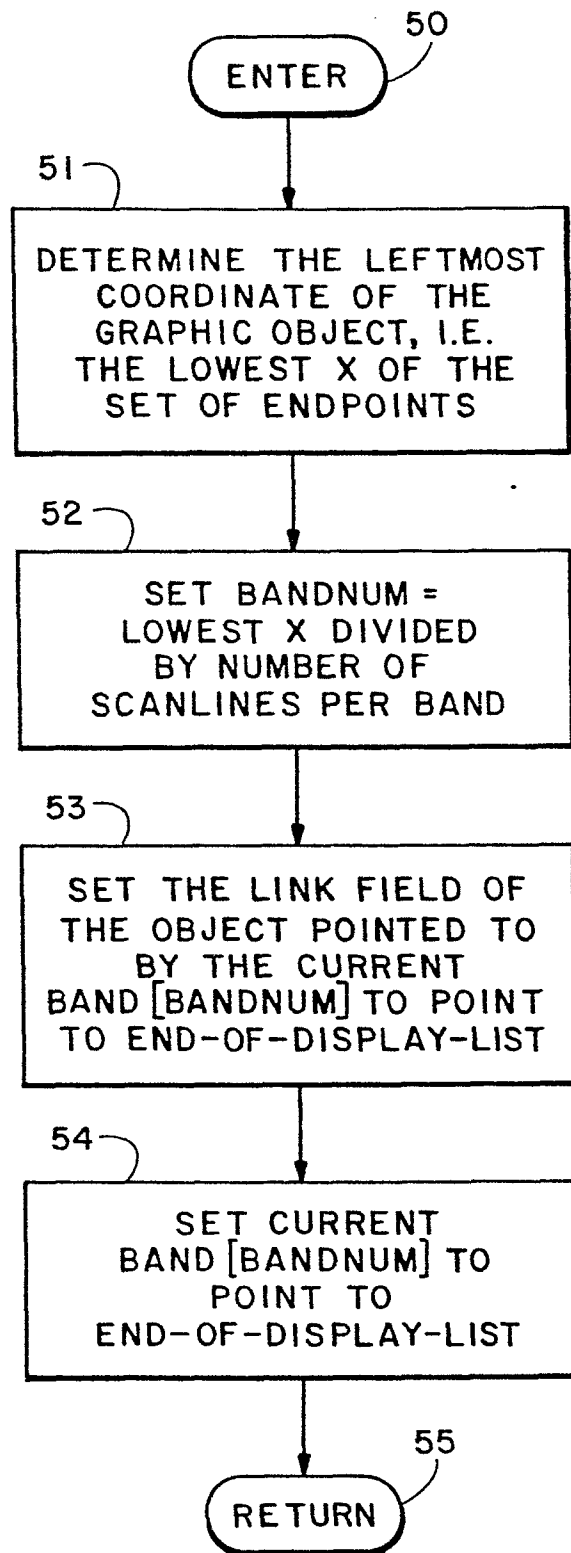 50
ENTER
51
DETERMINE THE LEFTMOST
COORDINATE OF THE
GRAPHIC OBJECT, I.E.
THE LOWEST X OF THE
SET OF ENDPOINTS
52
SET BANDNUM =
LOWEST X DIVIDED
BY NUMBER OF
SCANLINES PER BAND
53
SET THE LINK FIELD OF
THE OBJECT POINTED TO
BY THE CURRENT
BAND [BANDNUM] TO POINT
TO END-OF-DISPLAY-LIST
54
SET CURRENT
BAND [BANDNUM] TO
POINT TO
END-OF-DISPLAY-LIST
55
RETURN